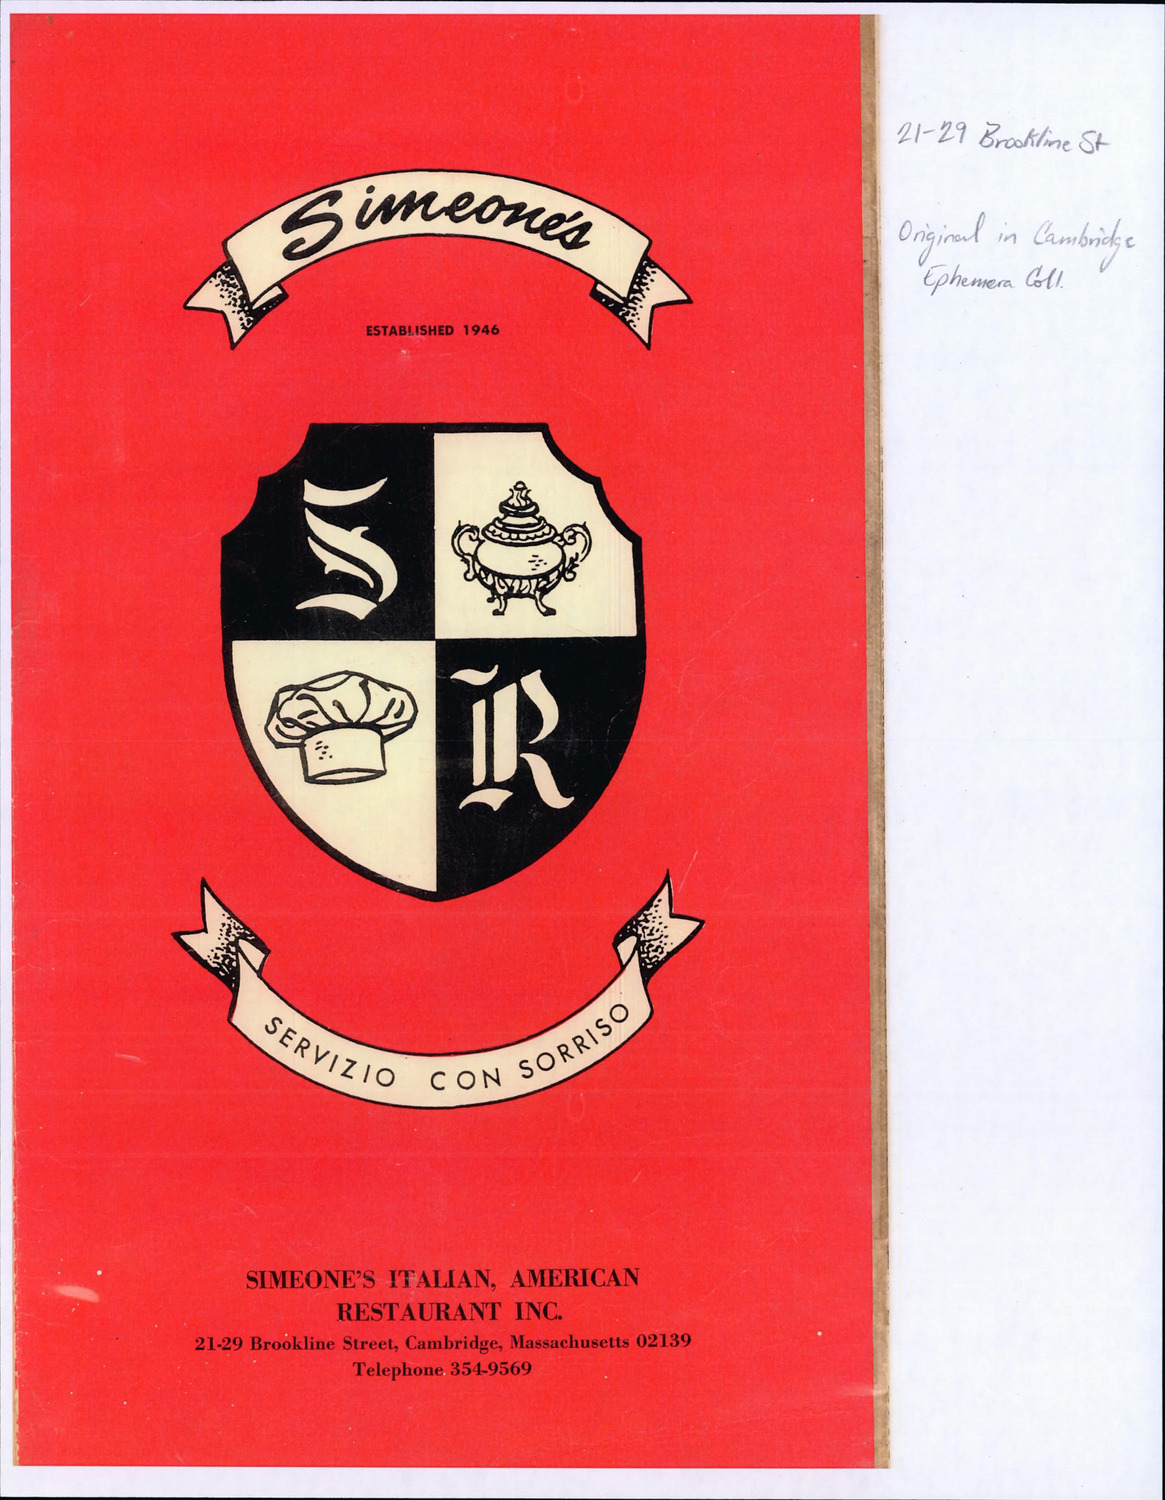 Simeone's
ESTABLISHED 1946
S
R
SERVIZIO CON SORRISO
SIMEONE'S ITALIAN, AMERICAN
RESTAURANT INC.
21-29 Brookline Street, Cambridge, Massachusetts 02139
Telephone 354-9569
21-29 Brookline St
Original in Cambridge
Ephemera Coll.